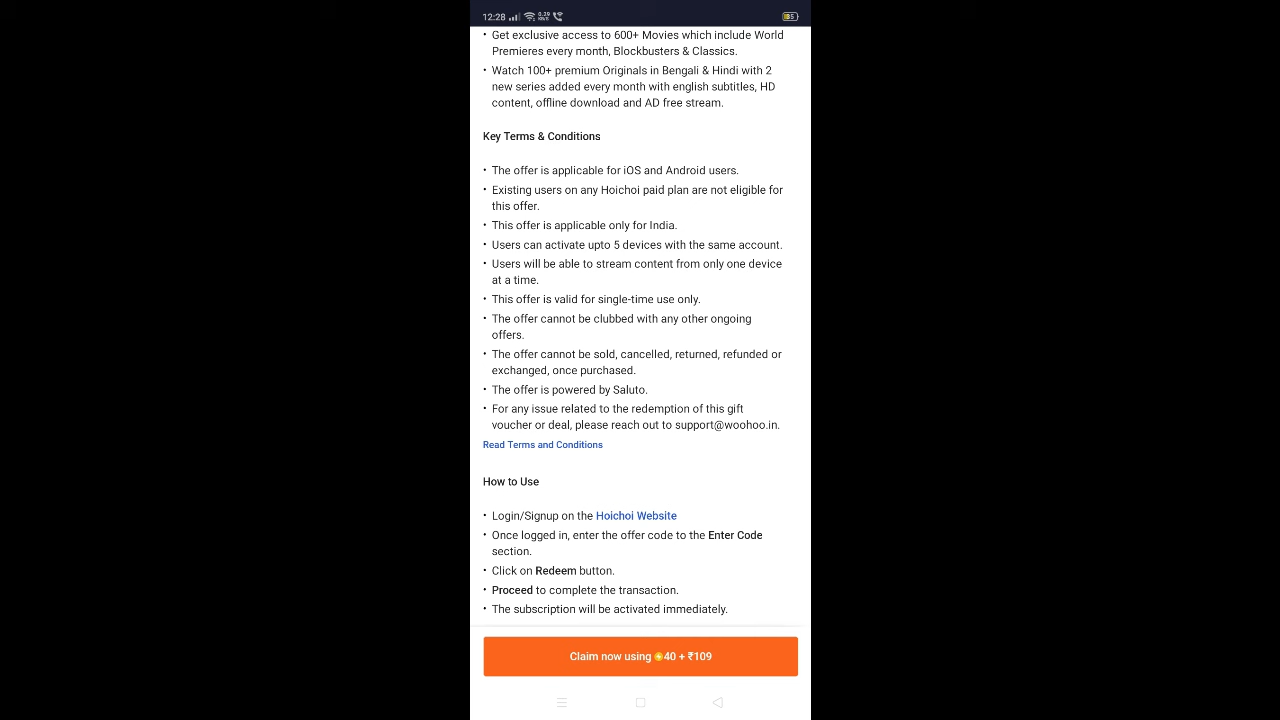 12:28 0.29 KB/S 35
• Get exclusive access to 600+ Movies which include World
Premieres every month, Blockbusters & Classics.
• Watch 100+ premium Originals in Bengali & Hindi with 2
new series added every month with english subtitles, HD
content, offline download and AD free stream.
Key Terms & Conditions
• The offer is applicable for iOS and Android users.
• Existing users on any Hoichoi paid plan are not eligible for
this offer.
• This offer is applicable only for India.
• Users can activate upto 5 devices with the same account.
• Users will be able to stream content from only one device
at a time.
• This offer is valid for single-time use only.
• The offer cannot be clubbed with any other ongoing
offers.
• The offer cannot be sold, cancelled, returned, refunded or
exchanged, once purchased.
• The offer is powered by Saluto.
• For any issue related to the redemption of this gift
voucher or deal, please reach out to support@woohoo.in.
Read Terms and Conditions
How to Use
• Login/Signup on the Hoichoi Website
• Once logged in, enter the offer code to the Enter Code
section.
• Click on Redeem button.
• Proceed to complete the transaction.
• The subscription will be activated immediately.
Claim now using 40 + ₹109